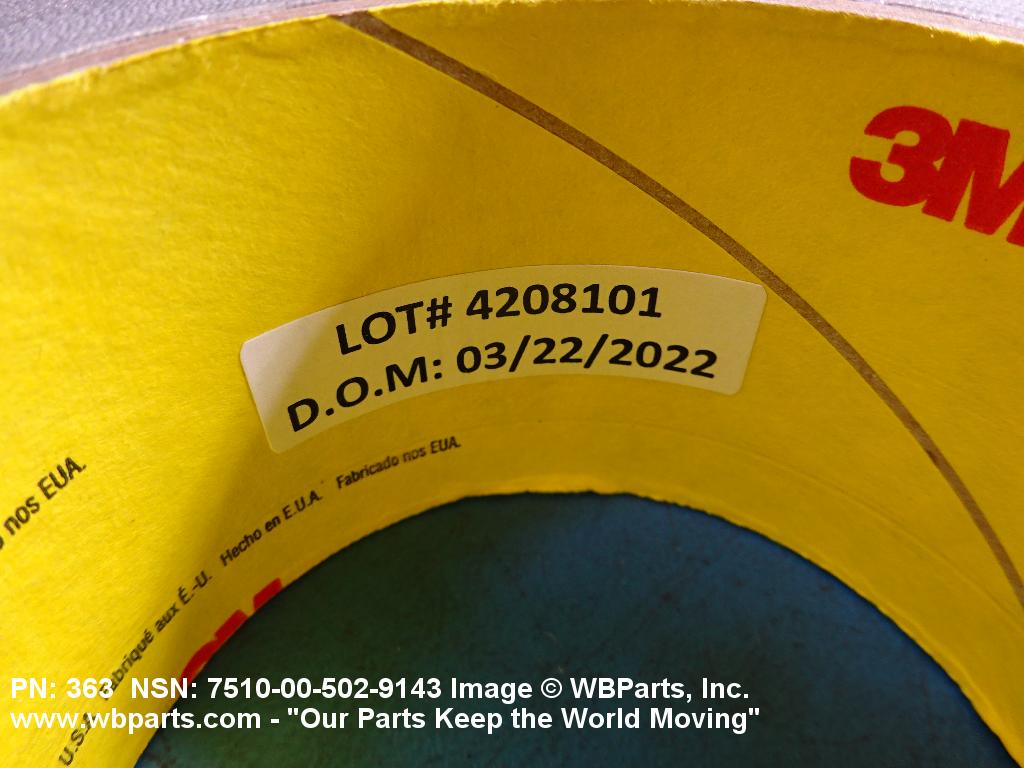 3M
LOT# 4208101
D.O.M: 03/22/2022
nos EUA.
U.S.A. Fabriqué aux É.-U. Hecho en E.U.A. Fabricado nos EUA.
PN: 363 NSN: 7510-00-502-9143 Image © WBParts, Inc.
www.wbparts.com - "Our Parts Keep the World Moving"